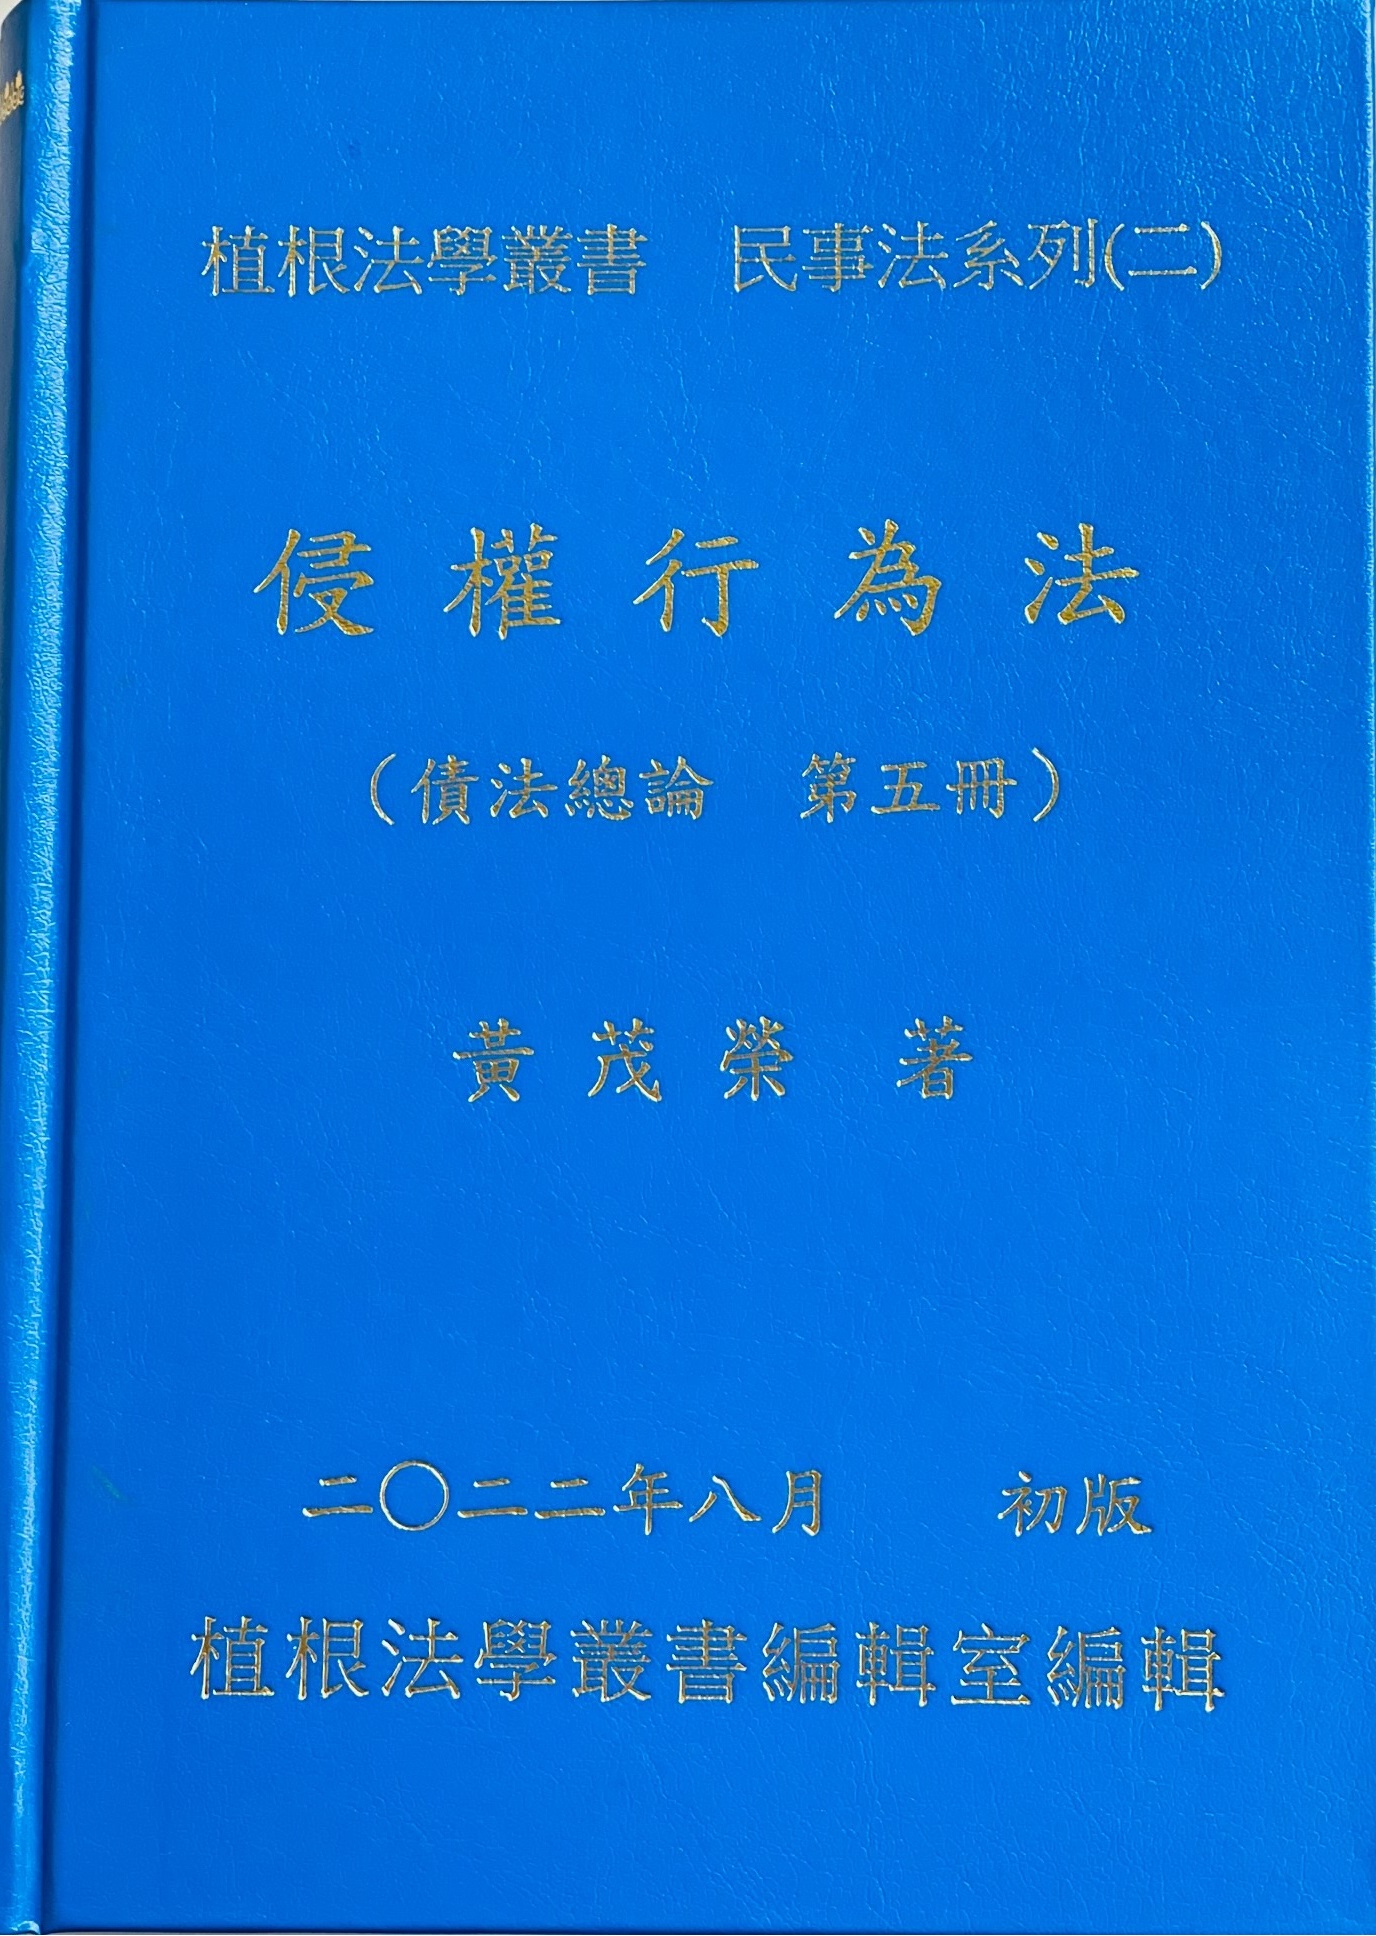 植根法學叢書　民事法系列(二)
侵權行為法
（債法總論　第五冊）
黃茂榮　著
二〇二二年八月　初版
植根法學叢書編輯室編輯